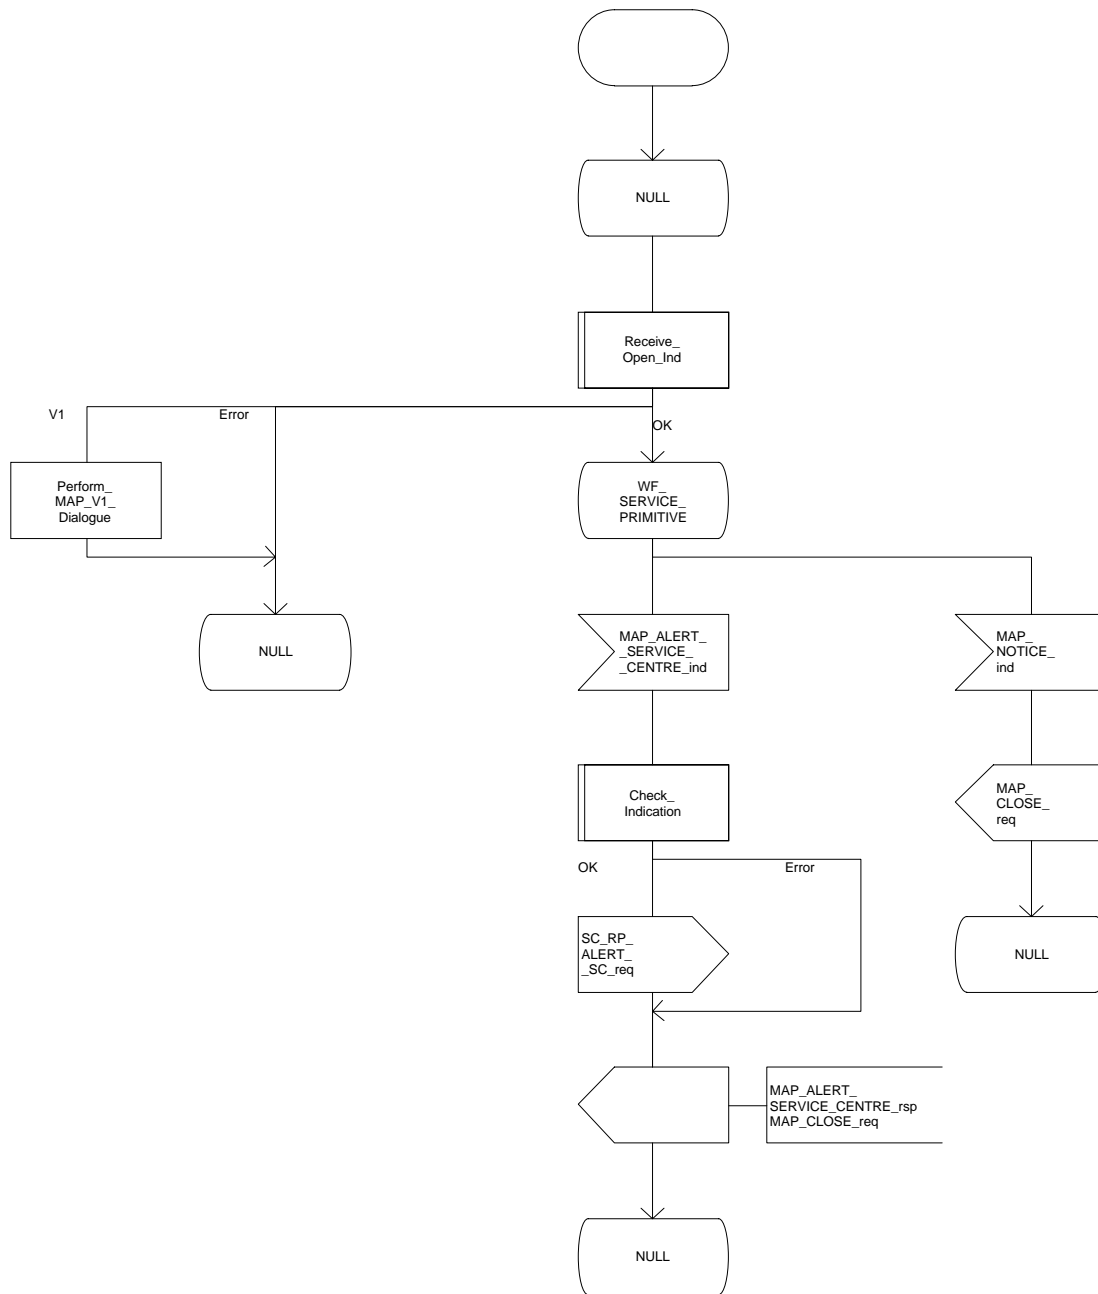 NULL
Receive_
Open_Ind
V1
Error
OK
Perform_
MAP_V1_
Dialogue
WF_
SERVICE_
PRIMITIVE
NULL
MAP_ALERT_
_SERVICE_
_CENTRE_ind
MAP_
NOTICE_
ind
Check_
Indication
MAP_
CLOSE_
req
OK
Error
SC_RP_
ALERT_
_SC_req
NULL
MAP_ALERT_
SERVICE_CENTRE_rsp
MAP_CLOSE_req
NULL